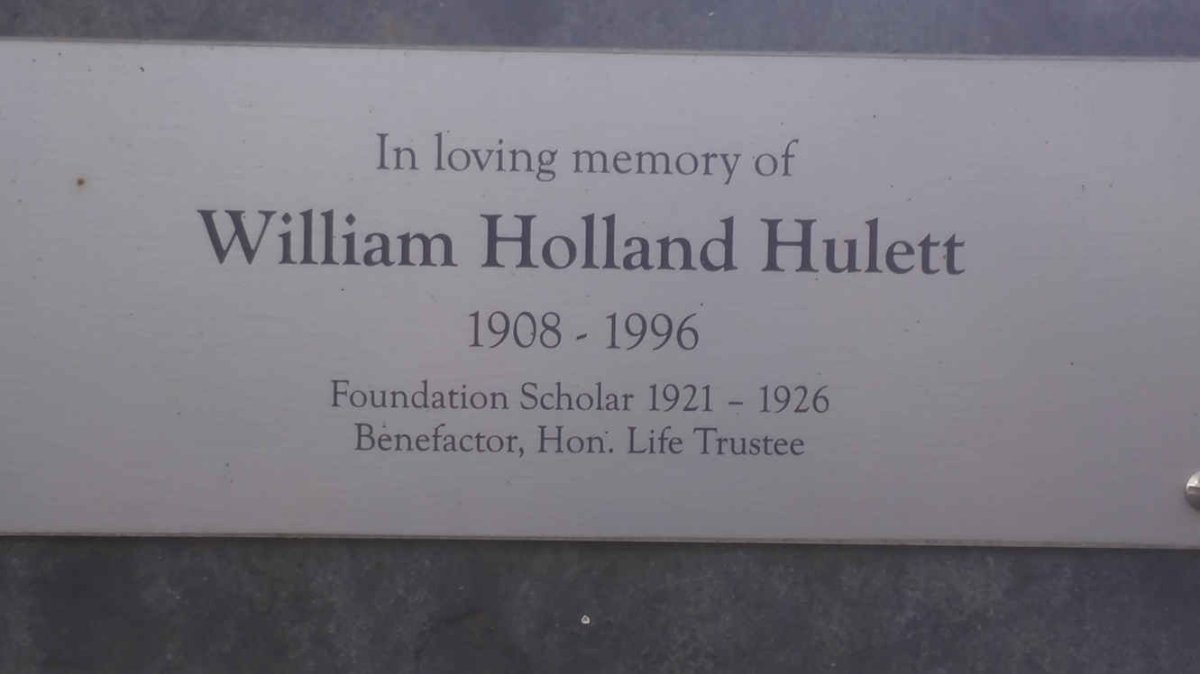 In loving memory of
William Holland Hulett
1908 - 1996
Foundation Scholar 1921 – 1926
Benefactor, Hon. Life Trustee